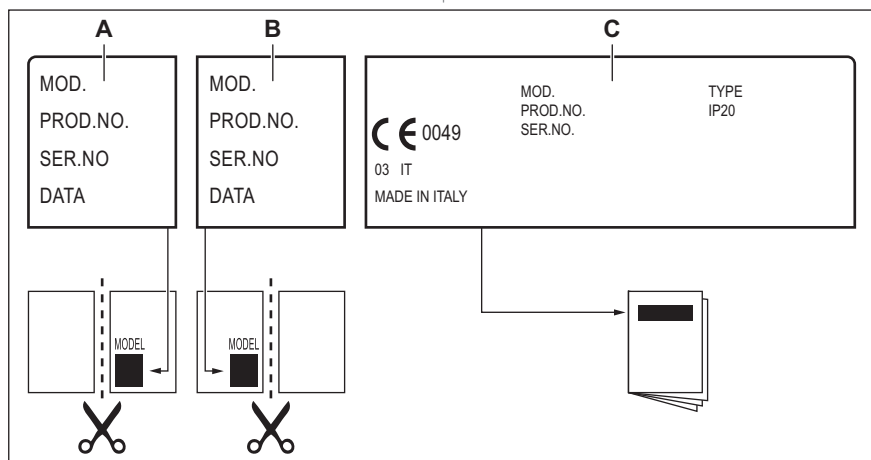 A
B
C
MOD.
PROD.NO.
SER.NO
DATA
MOD.
PROD.NO.
SER.NO
DATA
MOD.
PROD.NO.
SER.NO.
TYPE
IP20
CE 0049
03 IT
MADE IN ITALY
MODEL
MODEL